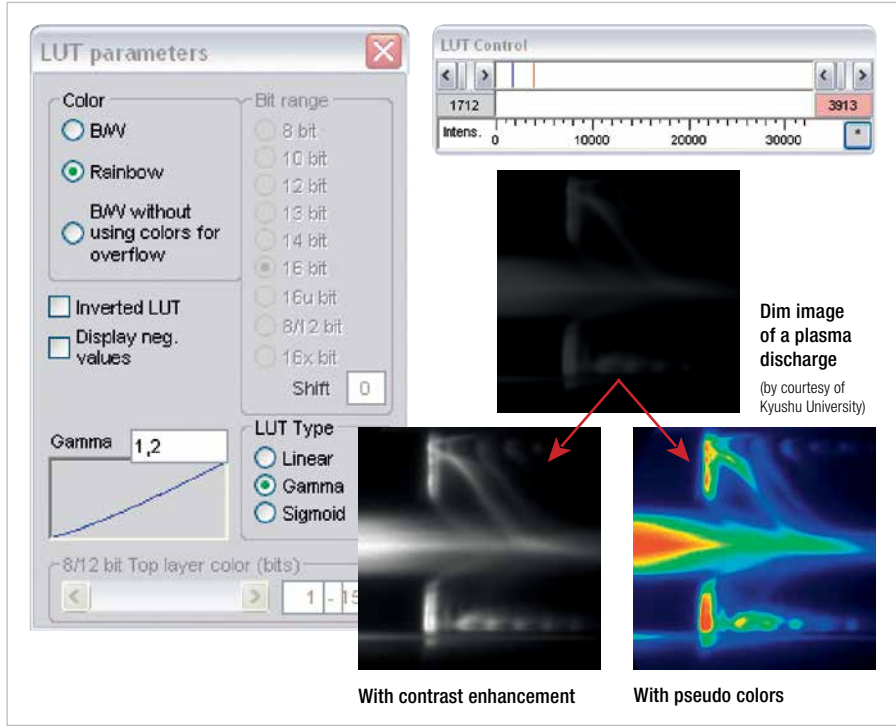 LUT parameters
Color
B/W
Rainbow
B/W without
using colors for
overflow
Inverted LUT
Display neg.
values
Bit range
8 bit
10 bit
12 bit
13 bit
14 bit
16 bit
16u bit
8/12 bit
16x bit
Shift 0
Gamma 1,2
LUT Type
Linear
Gamma
Sigmoid
8/12 bit Top layer color (bits)
1 - 15
LUT Control
1712
3913
Intens. 0 10000 20000 30000 *
Dim image
of a plasma
discharge
(by courtesy of
Kyushu University)
With contrast enhancement
With pseudo colors